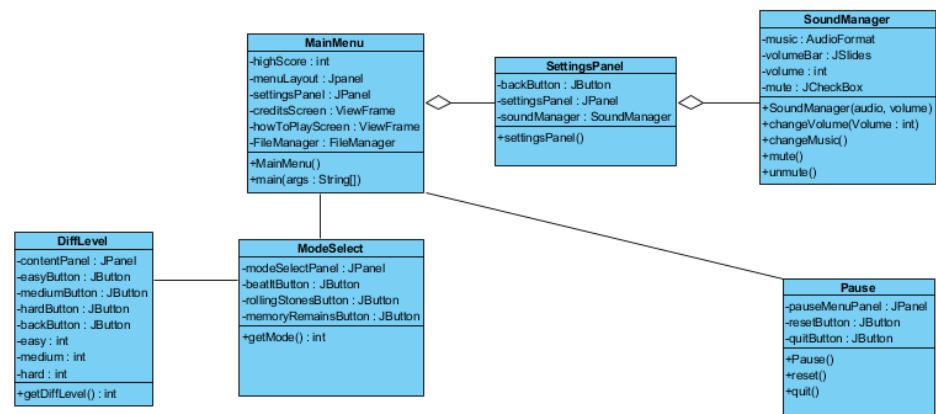 MainMenu
-highScore : int
-menuLayout : Jpanel
-settingsPanel : JPanel
-creditsScreen : ViewFrame
-howToPlayScreen : ViewFrame
-FileManager : FileManager
+MainMenu()
+main(args : String[])
SettingsPanel
-backButton : JButton
-settingsPanel : JPanel
-soundManager : SoundManager
+settingsPanel()
SoundManager
-music : AudioFormat
-volumeBar : JSlides
-volume : int
-mute : JCheckBox
+SoundManager(audio, volume)
+changeVolume(Volume : int)
+changeMusic()
+mute()
+unmute()
DiffLevel
-contentPanel : JPanel
-easyButton : JButton
-mediumButton : JButton
-hardButton : JButton
-backButton : JButton
-easy : int
-medium : int
-hard : int
+getDiffLevel() : int
ModeSelect
-modeSelectPanel : JPanel
-beatItButton : JButton
-rollingStonesButton : JButton
-memoryRemainsButton : JButton
+getMode() : int
Pause
-pauseMenuPanel : JPanel
-resetButton : JButton
-quitButton : JButton
+Pause()
+reset()
+quit()